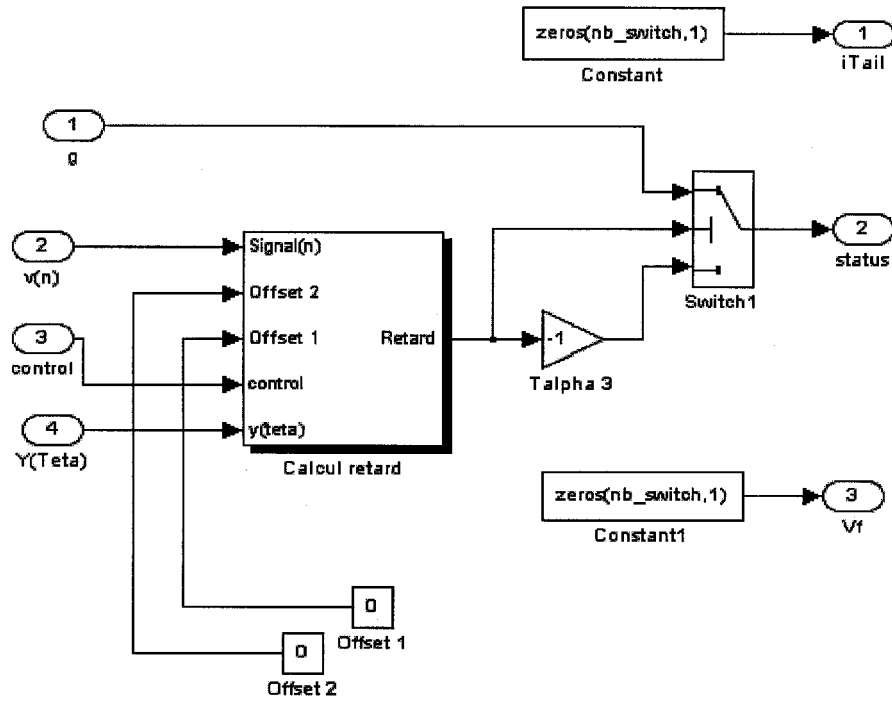 zeros(nb_switch,1)
Constant
1
iTail
1
g
2
v(n)
3
control
4
Y(Teta)
Signal(n)
Offset 2
Offset 1
control
y(teta)
Retard
Calcul retard
-1
Talpha 3
Switch1
2
status
zeros(nb_switch,1)
Constant1
3
Vf
0
Offset 1
0
Offset 2